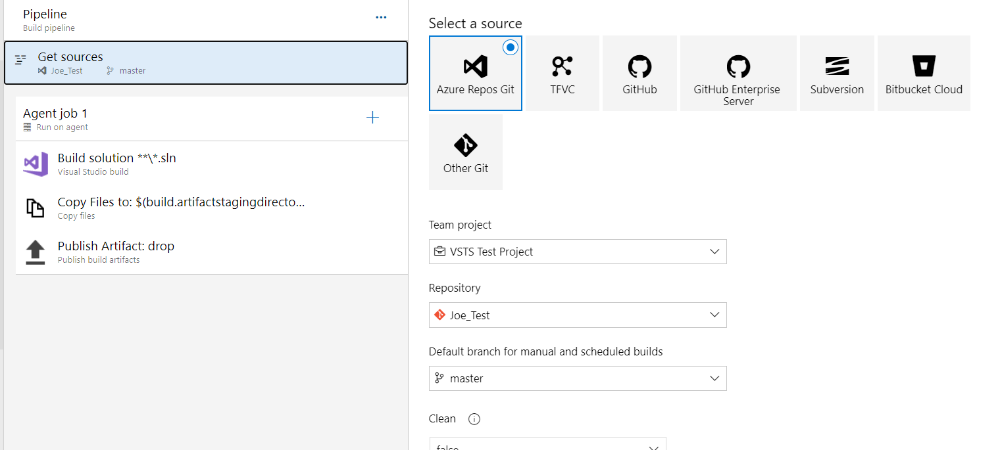 Pipeline
Build pipeline
Get sources
Joe_Test master
Agent job 1
Run on agent
Build solution **\*.sln
Visual Studio build
Copy Files to: $(build.artifactstagingdirecto...
Copy files
Publish Artifact: drop
Publish build artifacts
Select a source
Azure Repos Git
TFVC
GitHub
GitHub Enterprise
Server
Subversion
Bitbucket Cloud
Other Git
Team project
VSTS Test Project
Repository
Joe_Test
Default branch for manual and scheduled builds
master
Clean
false